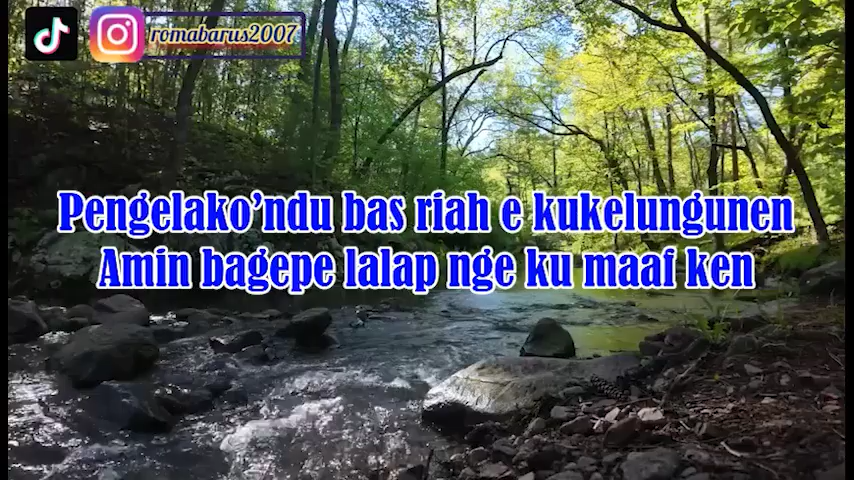 romabarus2007
Pengelako'ndu bas riah e kukelungunen
Amin bagepe lalap nge ku maaf ken